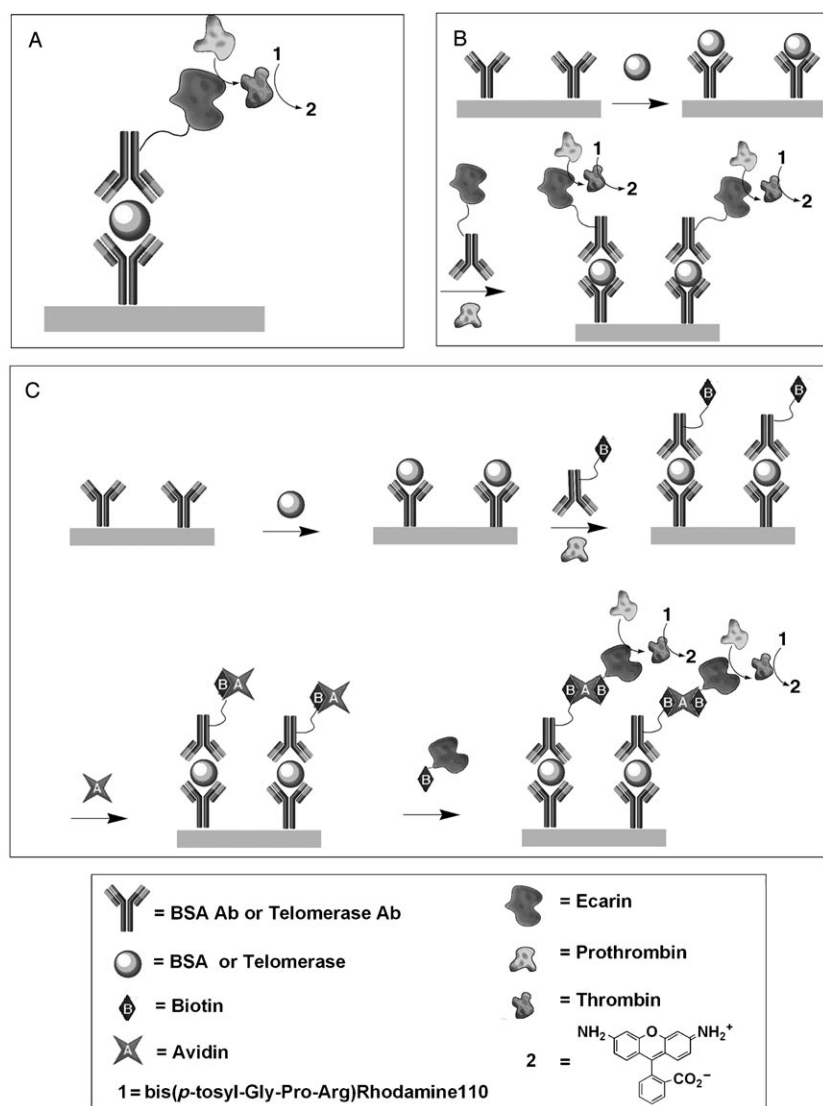 A
1
2
B
1
2
1
2
C
B
B
B
B A
B A
A
B
B A B
1
2
B A B
1
2
= BSA Ab or Telomerase Ab
= BSA or Telomerase
B = Biotin
A = Avidin
1 = bis(p-tosyl-Gly-Pro-Arg)Rhodamine110
= Ecarin
= Prothrombin
= Thrombin
2 =
NH₂ O NH₂⁺
CO₂⁻